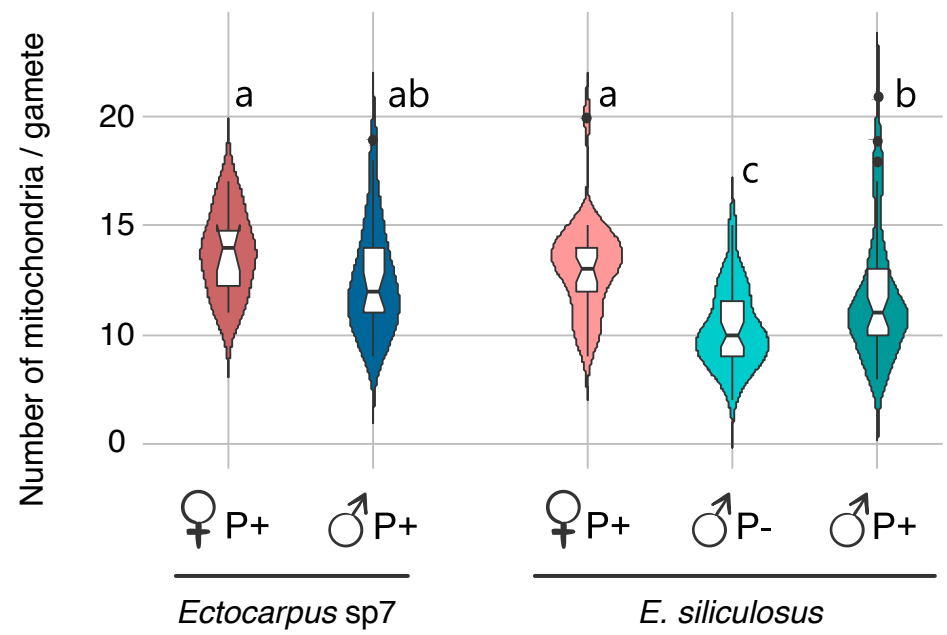 Number of mitochondria / gamete
20
15
10
0
a
ab
a
c
b
♀ P+
♂ P+
♀ P+
♂ P-
♂ P+
Ectocarpus sp7
E. siliculosus